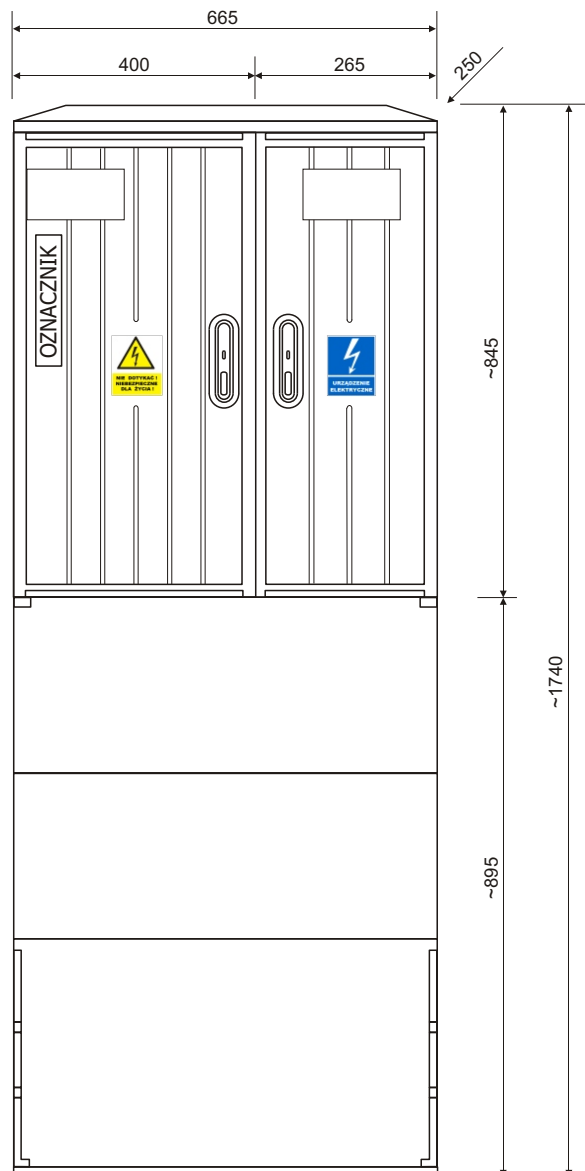 665
400
265
250
OZNACZNIK
NIE DOTYKAĆ !
NIEBEZPIECZNE
DLA ŻYCIA !
URZĄDZENIE
ELEKTRYCZNE
~845
~1740
~895